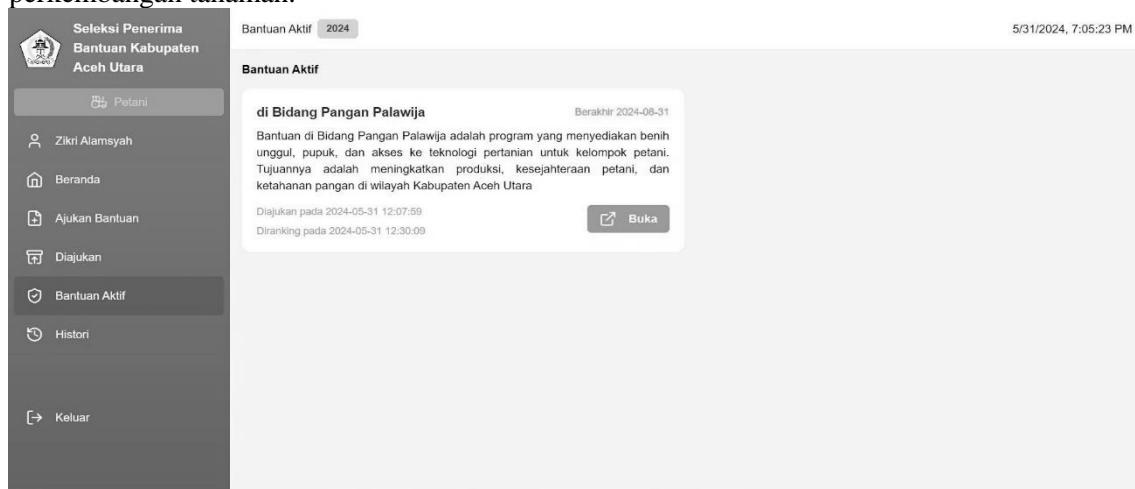 perkembangan tanaman.
Seleksi Penerima
Bantuan Kabupaten
Aceh Utara
Petani
Zikri Alamsyah
Beranda
Ajukan Bantuan
Diajukan
Bantuan Aktif
Histori
Keluar
Bantuan Aktif 2024 5/31/2024, 7:05:23 PM
Bantuan Aktif
di Bidang Pangan Palawija Berakhir 2024-08-31
Bantuan di Bidang Pangan Palawija adalah program yang menyediakan benih
unggul, pupuk, dan akses ke teknologi pertanian untuk kelompok petani.
Tujuannya adalah meningkatkan produksi, kesejahteraan petani, dan
ketahanan pangan di wilayah Kabupaten Aceh Utara
Diajukan pada 2024-05-31 12:07:59
Diranking pada 2024-05-31 12:30:09
Buka